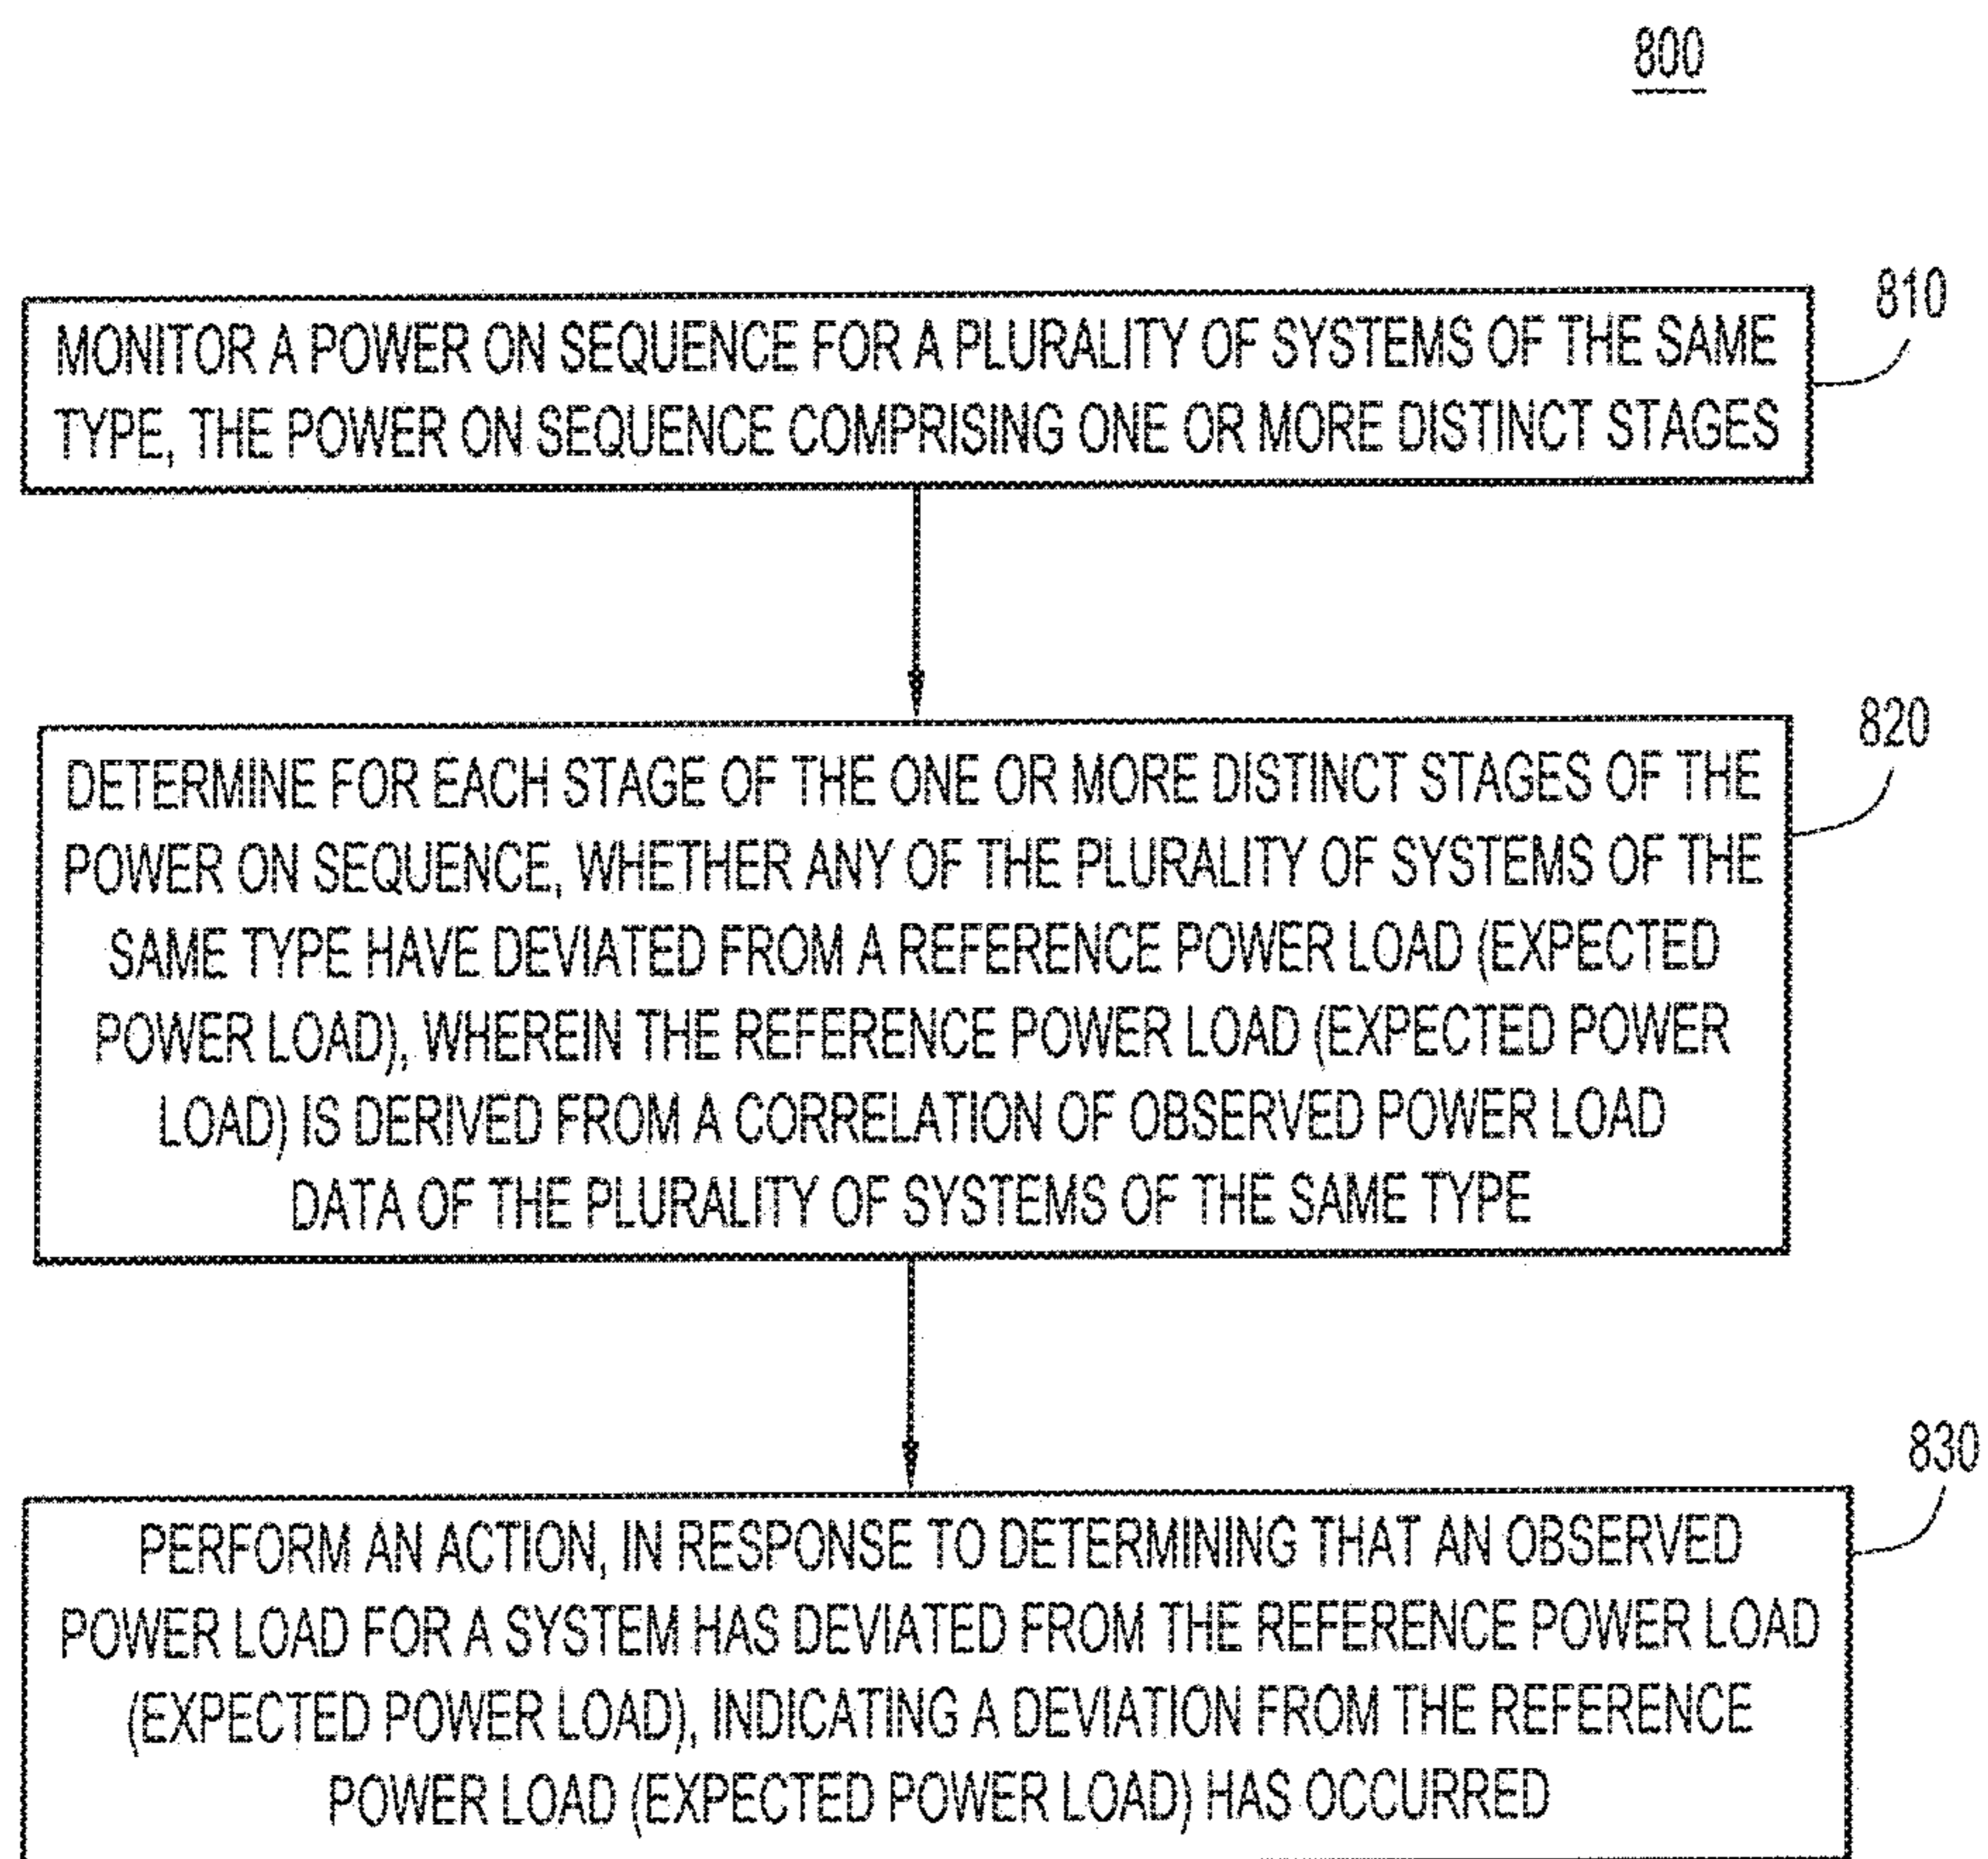 800
810
MONITOR A POWER ON SEQUENCE FOR A PLURALITY OF SYSTEMS OF THE SAME
TYPE, THE POWER ON SEQUENCE COMPRISING ONE OR MORE DISTINCT STAGES
820
DETERMINE FOR EACH STAGE OF THE ONE OR MORE DISTINCT STAGES OF THE
POWER ON SEQUENCE, WHETHER ANY OF THE PLURALITY OF SYSTEMS OF THE
SAME TYPE HAVE DEVIATED FROM A REFERENCE POWER LOAD (EXPECTED
POWER LOAD), WHEREIN THE REFERENCE POWER LOAD (EXPECTED POWER
LOAD) IS DERIVED FROM A CORRELATION OF OBSERVED POWER LOAD
DATA OF THE PLURALITY OF SYSTEMS OF THE SAME TYPE
830
PERFORM AN ACTION, IN RESPONSE TO DETERMINING THAT AN OBSERVED
POWER LOAD FOR A SYSTEM HAS DEVIATED FROM THE REFERENCE POWER LOAD
(EXPECTED POWER LOAD), INDICATING A DEVIATION FROM THE REFERENCE
POWER LOAD (EXPECTED POWER LOAD) HAS OCCURRED